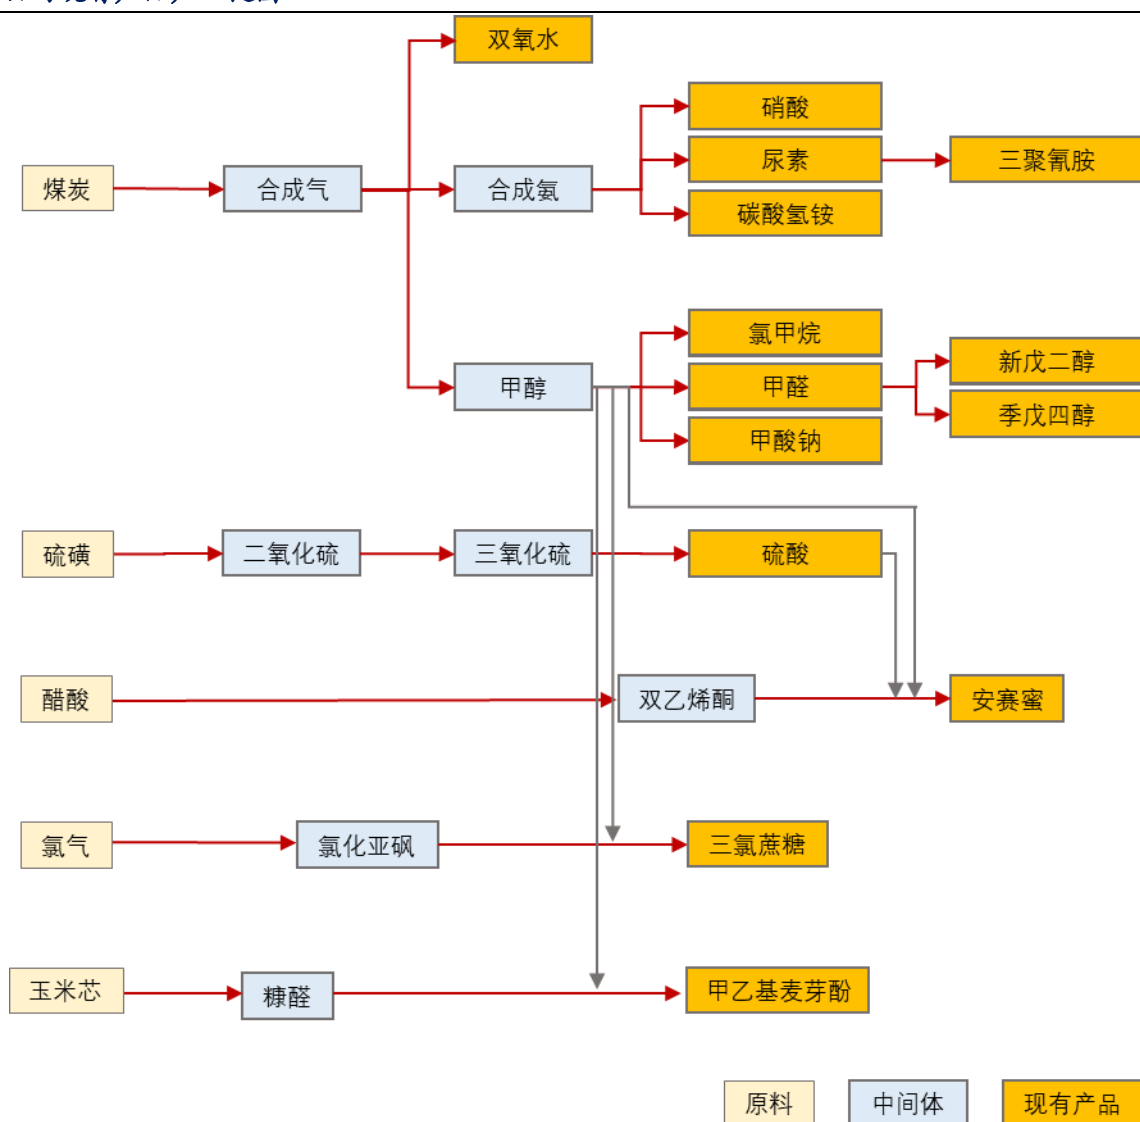 双氧水
硝酸
煤炭
合成气
合成氨
尿素
三聚氰胺
碳酸氢铵
氯甲烷
甲醇
甲醛
新戊二醇
季戊四醇
甲酸钠
硫磺
二氧化硫
三氧化硫
硫酸
醋酸
双乙烯酮
安赛蜜
氯气
氯化亚砜
三氯蔗糖
玉米芯
糠醛
甲乙基麦芽酚
原料
中间体
现有产品